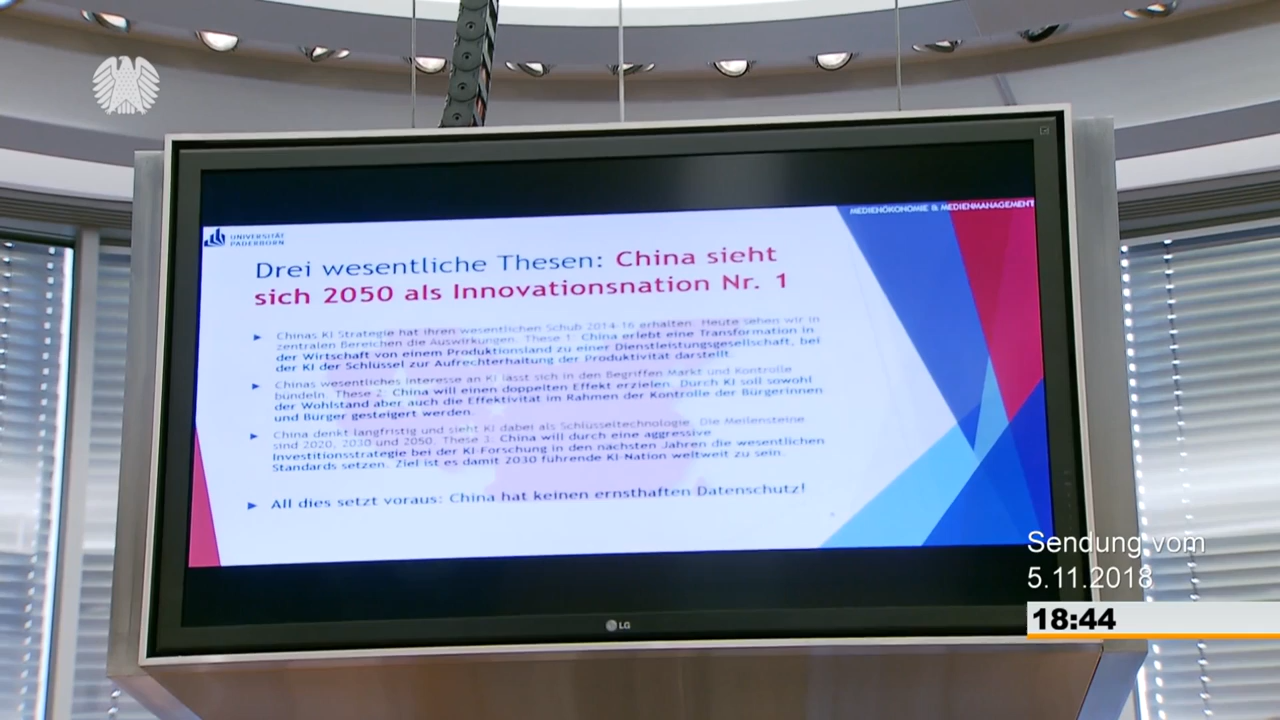 MEDIENÖKONOMIE & MEDIENMANAGEMENT
UNIVERSITÄT
PADERBORN
Drei wesentliche Thesen: China sieht
sich 2050 als Innovationsnation Nr. 1
► Chinas KI Strategie hat ihren wesentlichen Schub 2014-16 erhalten. Heute sehen wir in
zentralen Bereichen die Auswirkungen. These 1: China erlebt eine Transformation in
der Wirtschaft von einem Produktionsland zu einer Dienstleistungsgesellschaft, bei
der KI der Schlüssel zur Aufrechterhaltung der Produktivität darstellt.
► Chinas wesentliches Interesse an KI lässt sich in den Begriffen Markt und Kontrolle
bündeln. These 2: China will einen doppelten Effekt erzielen. Durch KI soll sowohl
der Wohlstand aber auch die Effektivität im Rahmen der Kontrolle der Bürgerinnen
und Bürger gesteigert werden.
► China denkt langfristig und sieht KI dabei als Schlüsseltechnologie. Die Meilensteine
sind 2020, 2030 und 2050. These 3: China will durch eine aggressive
Investitionsstrategie bei der KI-Forschung in den nächsten Jahren die wesentlichen
Standards setzen. Ziel ist es damit 2030 führende KI-Nation weltweit zu sein.
► All dies setzt voraus: China hat keinen ernsthaften Datenschutz!
LG
Sendung vom
5.11.2018
18:44